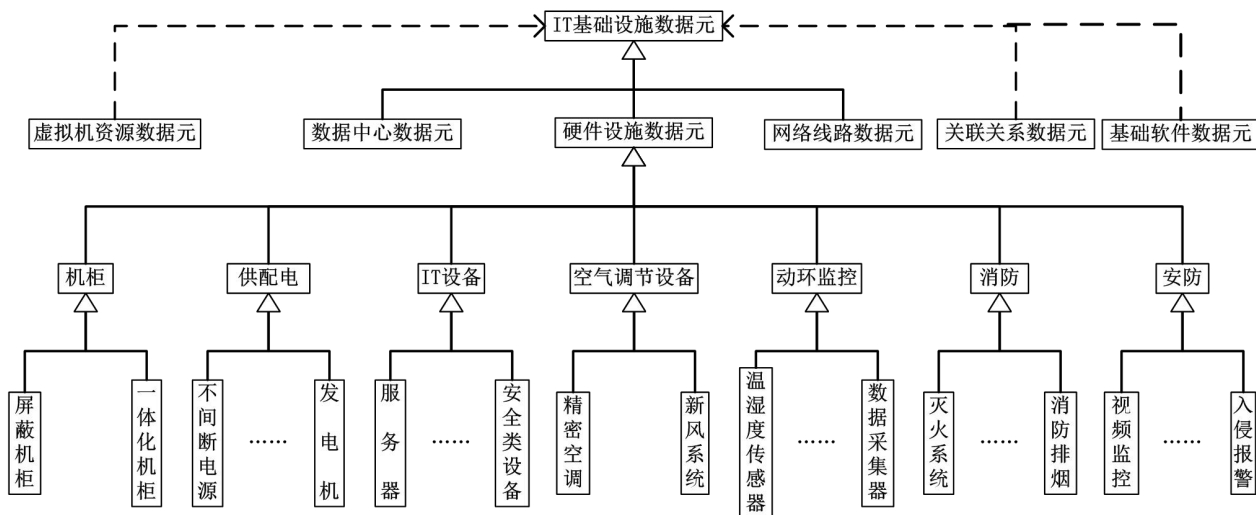 IT基础设施数据元
虚拟机资源数据元
数据中心数据元
硬件设施数据元
网络线路数据元
关联关系数据元
基础软件数据元
机柜
供配电
IT设备
空气调节设备
动环监控
消防
安防
屏蔽机柜
一体化机柜
不间断电源
……
发电机
服务器
……
安全类设备
精密空调
新风系统
温湿度传感器
……
数据采集器
灭火系统
……
消防排烟
视频监控
……
入侵报警